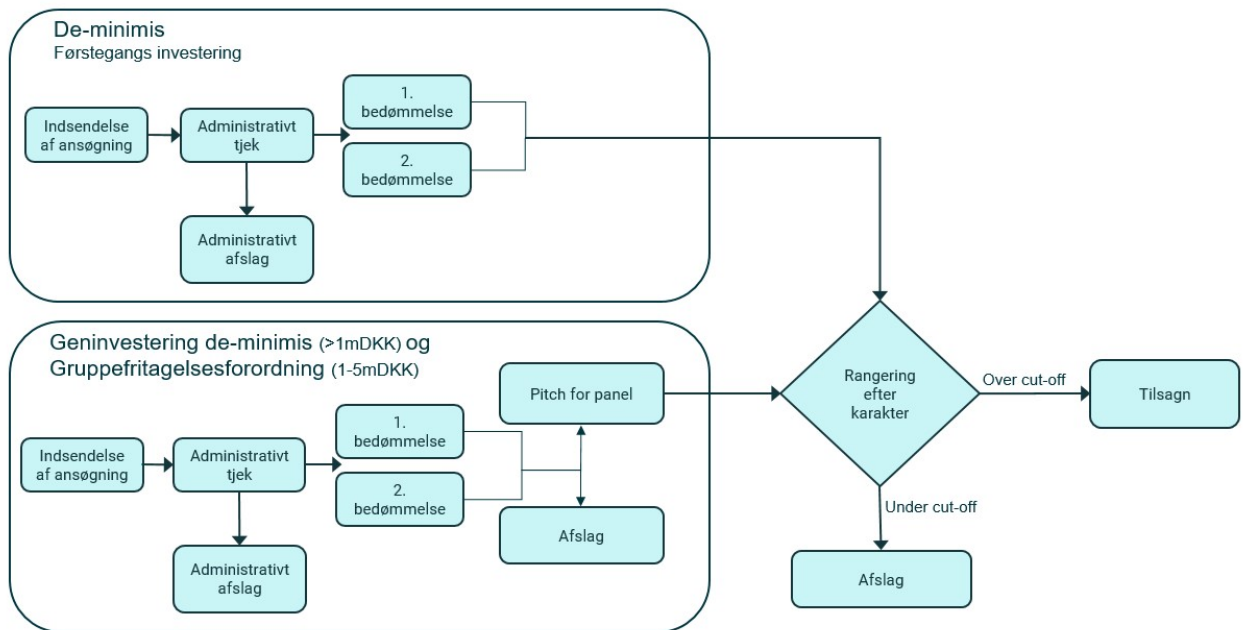 De-minimis
Førstegangs investering
Indsendelse
af ansøgning
Administrativt
tjek
1.
bedømmelse
2.
bedømmelse
Administrativt
afslag
Geninvestering de-minimis (>1mDKK) og
Gruppefritagelsesforordning (1-5mDKK)
Indsendelse
af ansøgning
Administrativt
tjek
1.
bedømmelse
2.
bedømmelse
Administrativt
afslag
Pitch for panel
Afslag
Rangering
efter
karakter
Over cut-off
Tilsagn
Under cut-off
Afslag